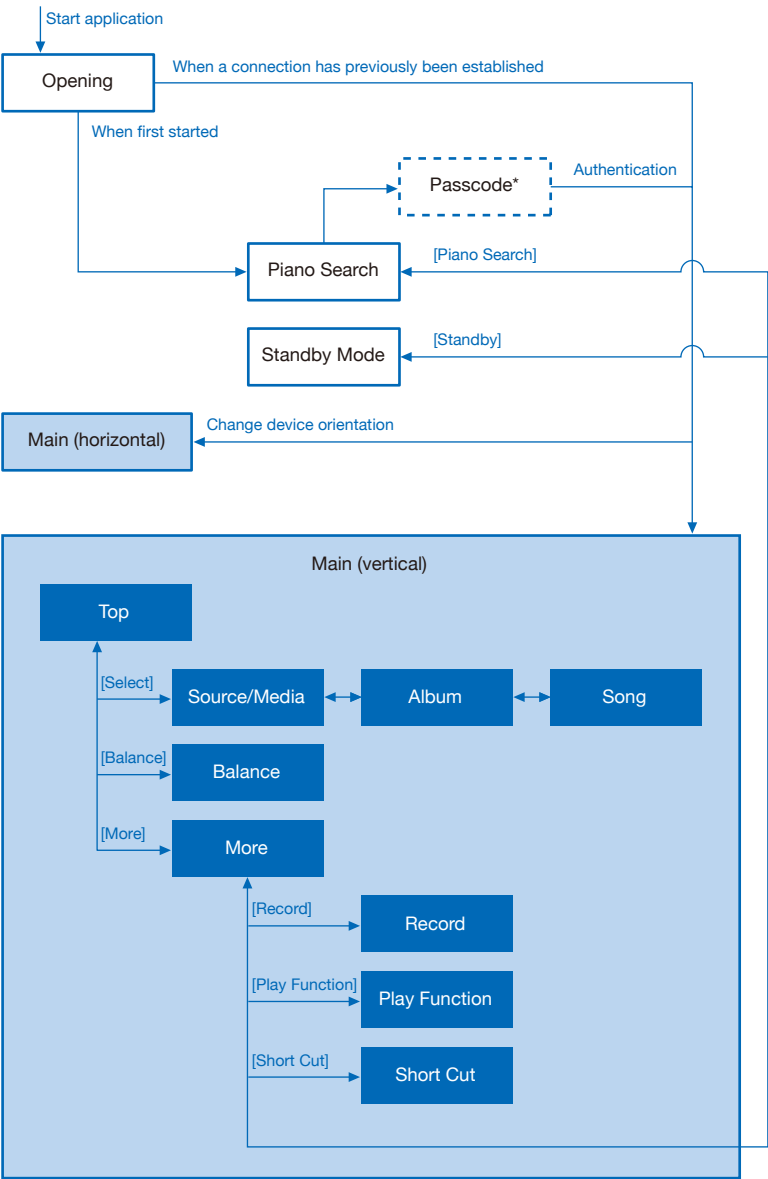 Start application
Opening
When a connection has previously been established
When first started
Passcode*
Authentication
Piano Search
[Piano Search]
Standby Mode
[Standby]
Main (horizontal)
Change device orientation
Main (vertical)
Top
[Select]
Source/Media
Album
Song
[Balance]
Balance
[More]
More
[Record]
Record
[Play Function]
Play Function
[Short Cut]
Short Cut